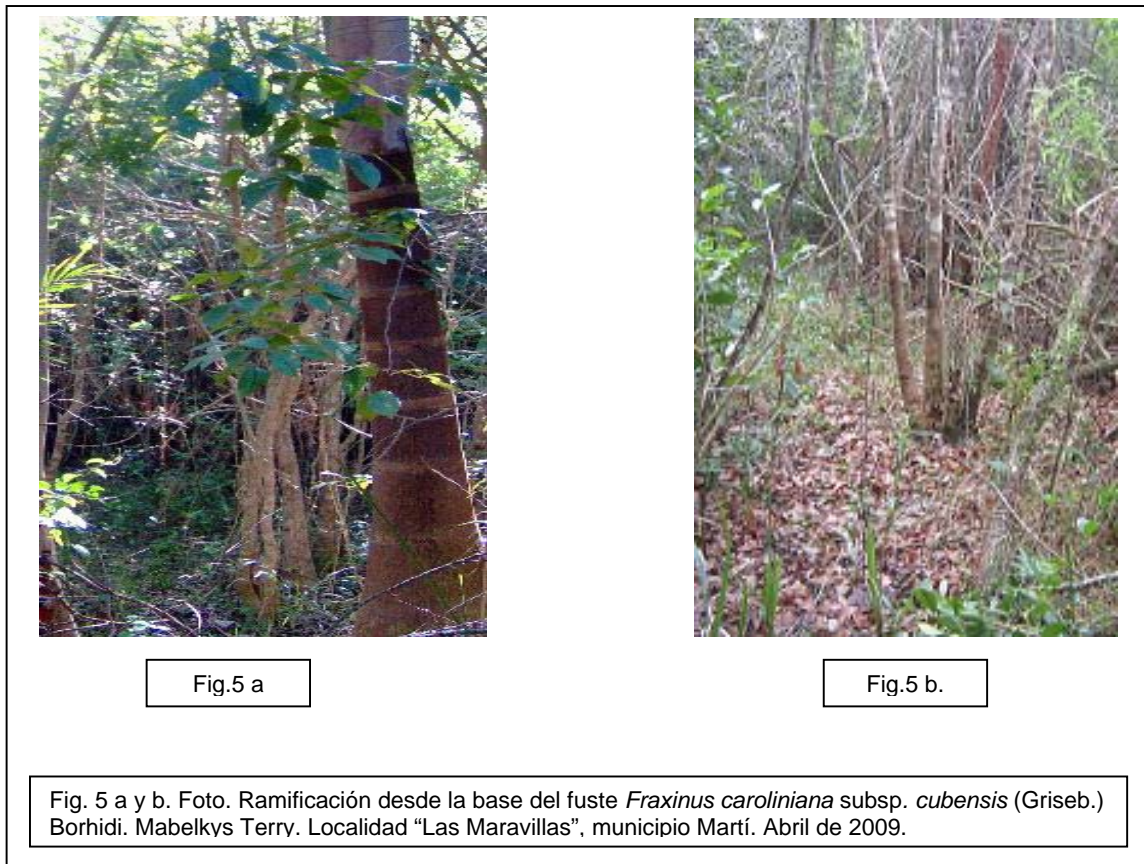 Fig.5 a
Fig.5 b.
Fig. 5 a y b. Foto. Ramificación desde la base del fuste Fraxinus caroliniana subsp. cubensis (Griseb.)
Borhidi. Mabelkys Terry. Localidad “Las Maravillas”, municipio Martí. Abril de 2009.